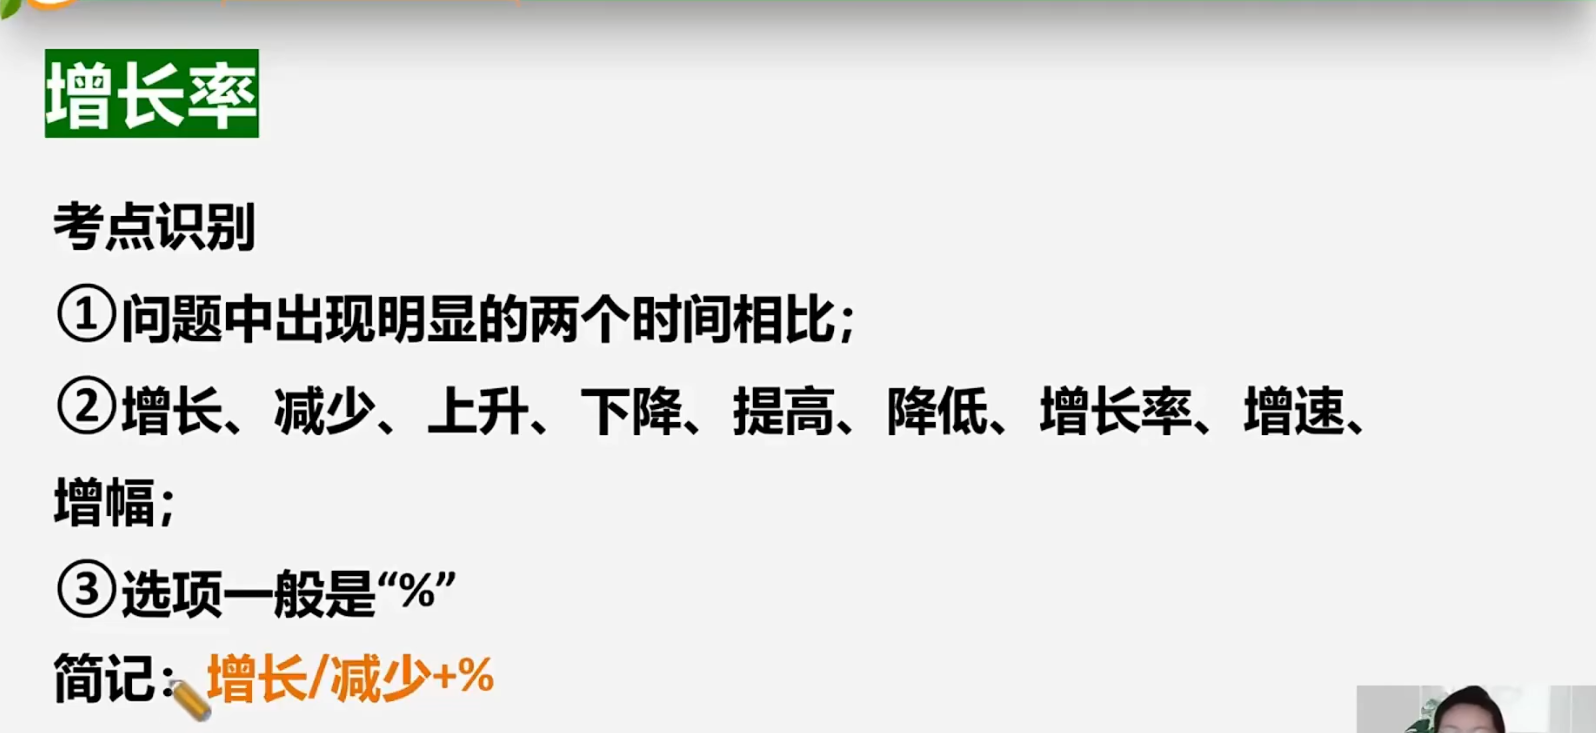 增长率
考点识别
①问题中出现明显的两个时间相比；
②增长、减少、上升、下降、提高、降低、增长率、增速、
增幅；
③选项一般是“%”
简记：增长/减少+%